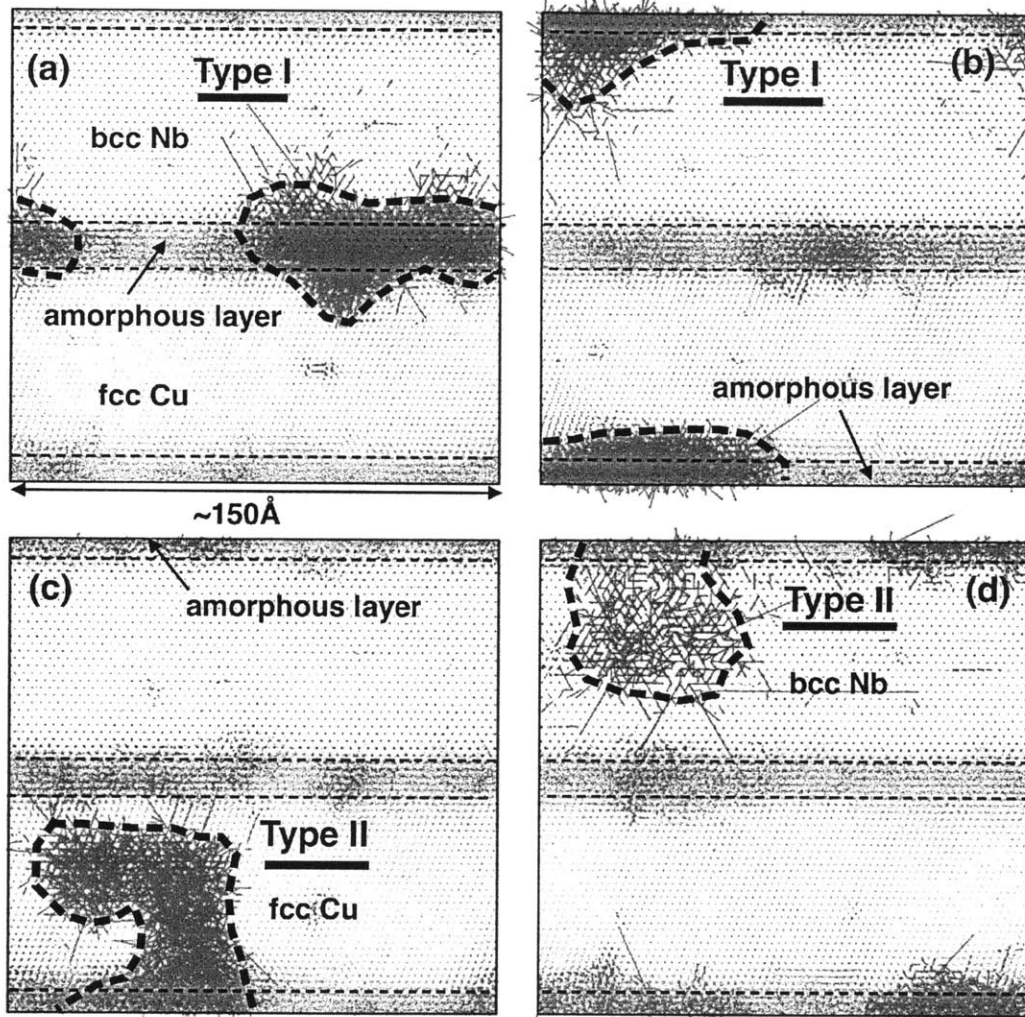 (a)
Type I
bcc Nb
amorphous layer
fcc Cu
~150Å
(b)
Type I
amorphous layer
(c)
amorphous layer
Type II
fcc Cu
(d)
Type II
bcc Nb